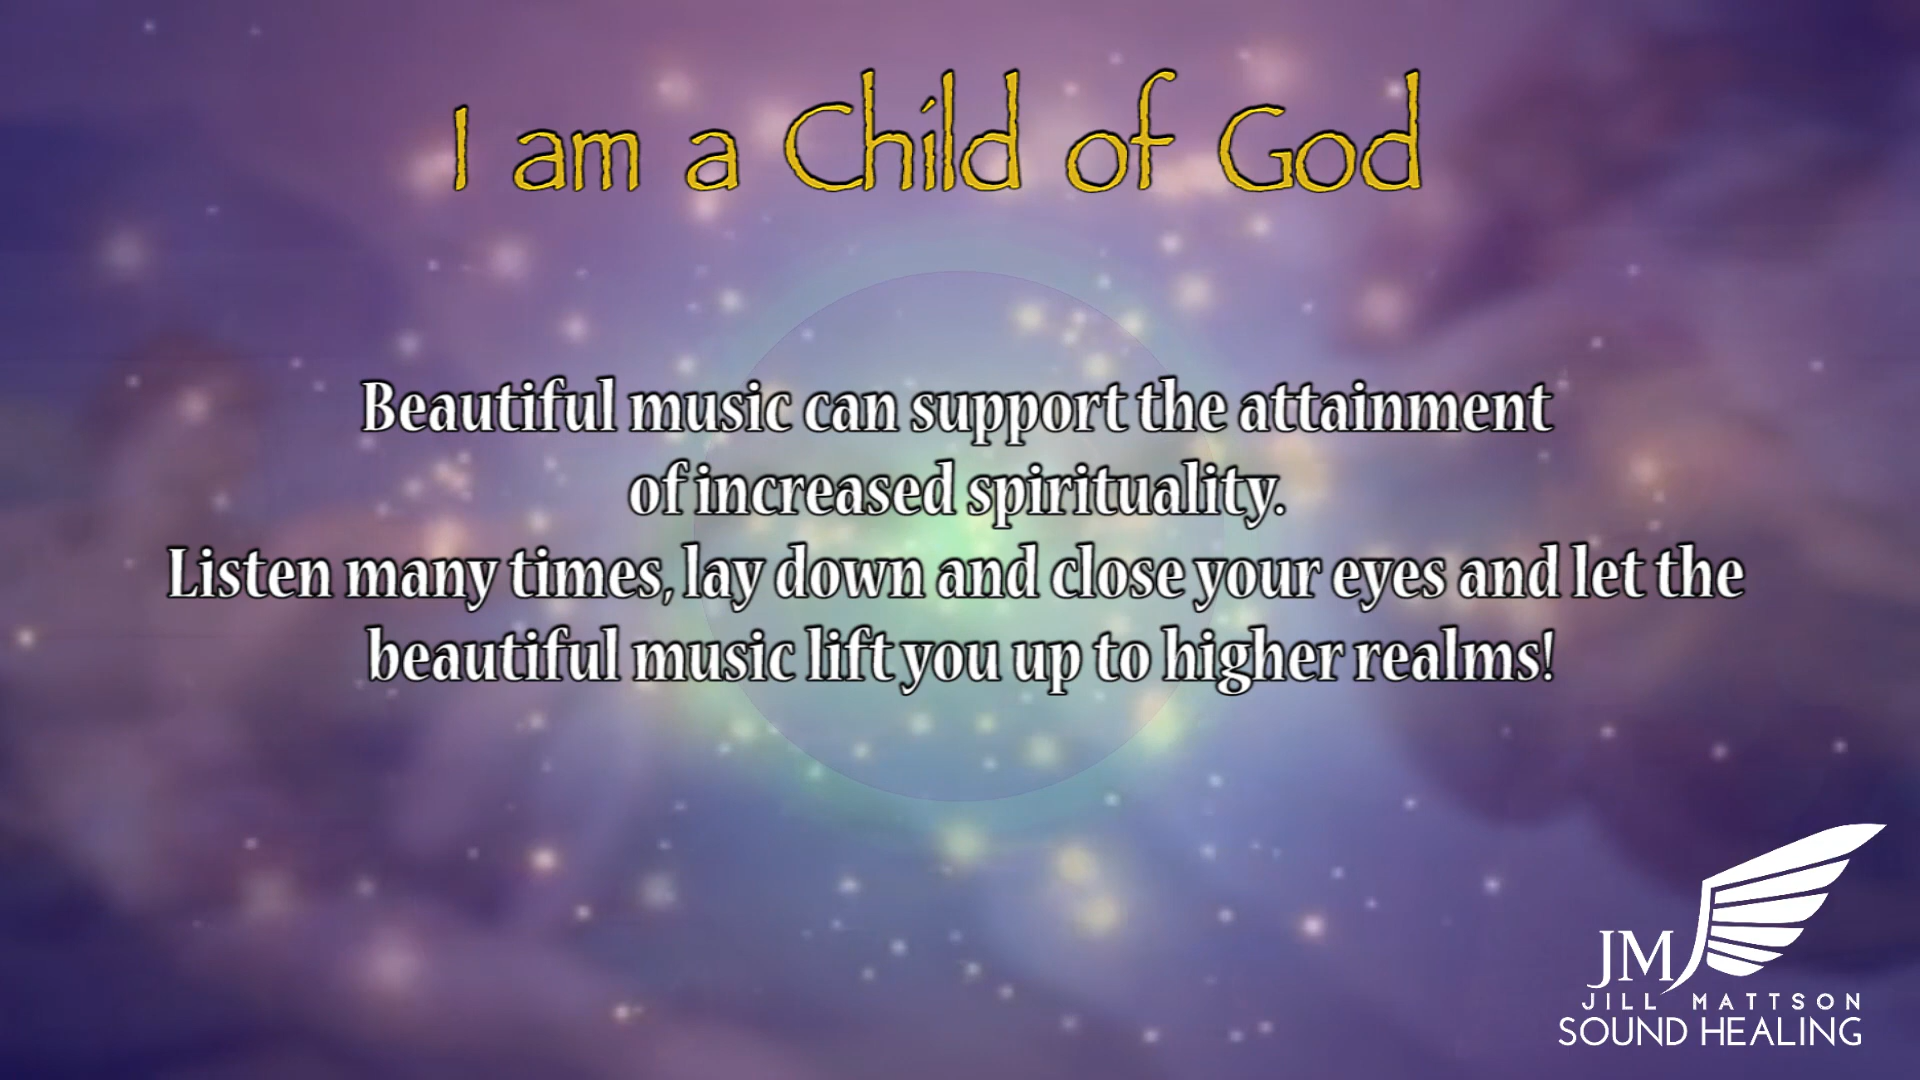 I am a Child of God
Beautiful music can support the attainment
of increased spirituality.
Listen many times, lay down and close your eyes and let the
beautiful music lift you up to higher realms!
JM
JILL MATTSON
SOUND HEALING